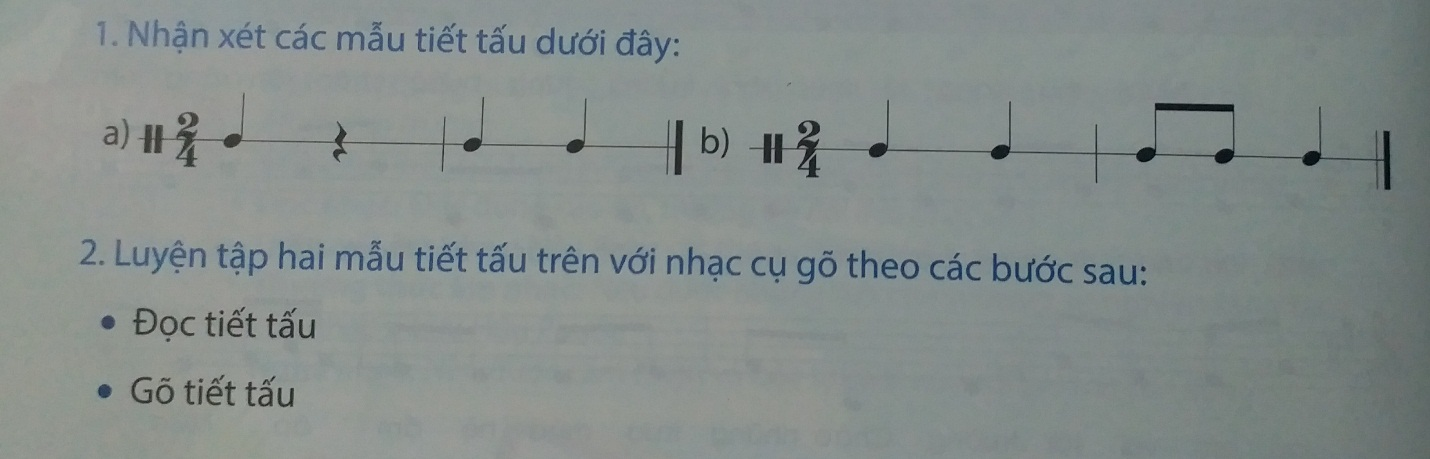 1. Nhận xét các mẫu tiết tấu dưới đây:
a) 2 4 b) 2 4
2. Luyện tập hai mẫu tiết tấu trên với nhạc cụ gõ theo các bước sau:
• Đọc tiết tấu
• Gõ tiết tấu